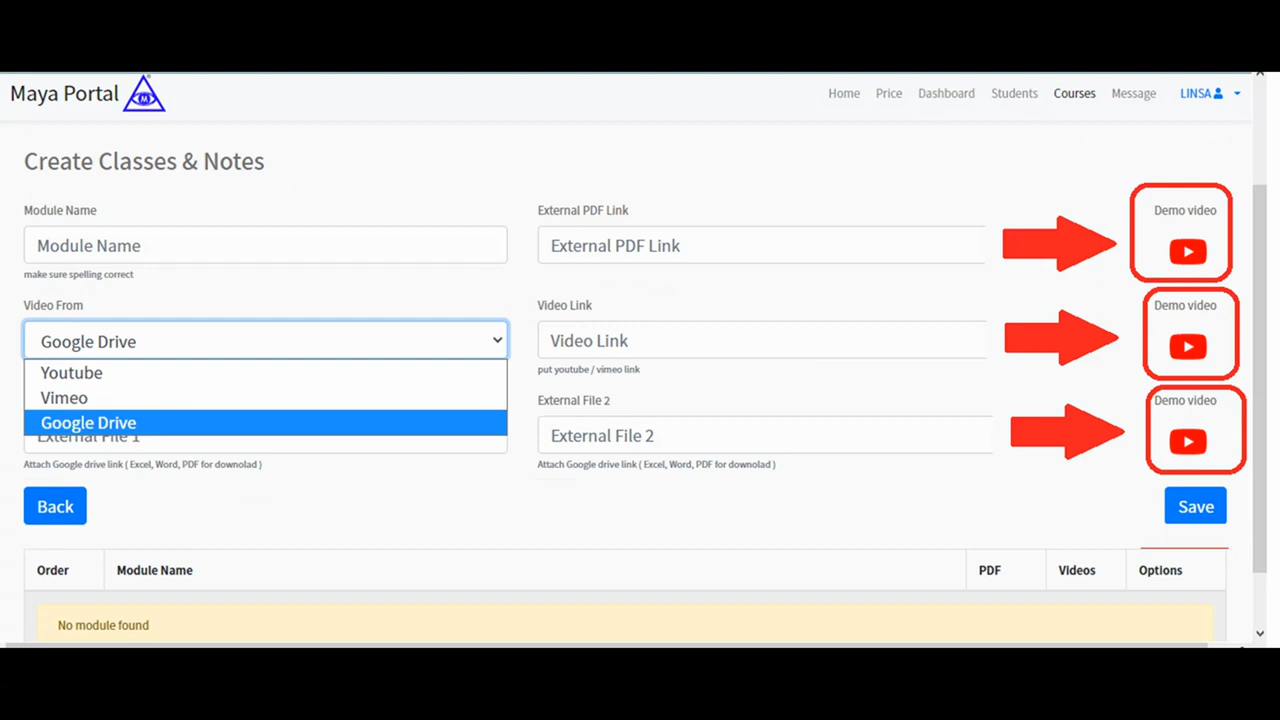 Maya Portal
Home Price Dashboard Students Courses Message LINSA
Create Classes & Notes
Module Name External PDF Link Demo video
Module Name External PDF Link
make sure spelling correct
Video From Video Link Demo video
Google Drive Video Link
put youtube / vimeo link
Youtube
Vimeo
External File 2 Demo video
Google Drive
External File 1 External File 2
Attach Google drive link ( Excel, Word, PDF for downolad ) Attach Google drive link ( Excel, Word, PDF for downolad )
Back Save
Order Module Name PDF Videos Options
No module found